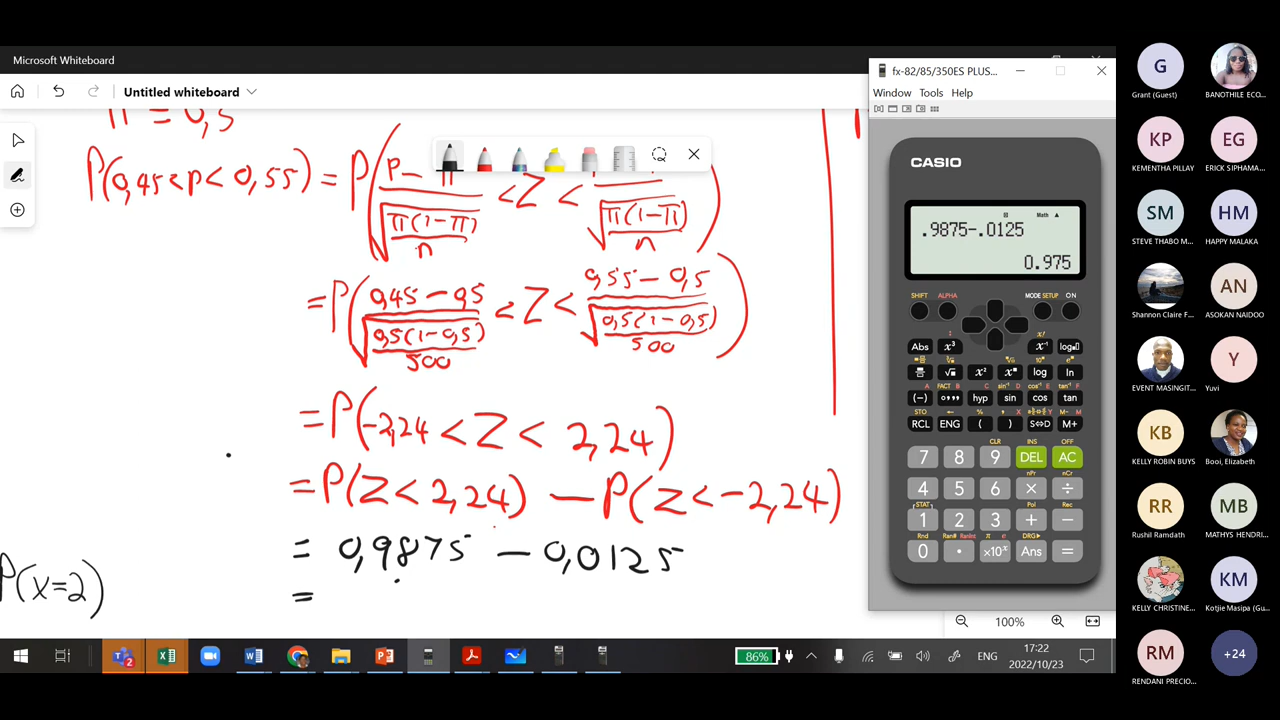 Microsoft Whiteboard
Untitled whiteboard
π = 0,5
P(0,45<p<0,55) = P(p-π/√(π(1-π)/n) < Z < /√(π(1-π)/n))
= P(0,45-0,5/√(0,5(1-0,5)/500) < Z < 0,55-0,5/√(0,5(1-0,5)/500))
= P(-2,24 < Z < 2,24)
= P(Z < 2,24) - P(Z < -2,24)
= 0,9875 - 0,0125
=
P(x=2)
fx-82/85/350ES PLUS...
Window Tools Help
CASIO
Math
.9875-.0125
0.975
SHIFT ALPHA MODE SETUP ON
Abs x³ x⁻¹ log
√ x² log ln
(−) hyp sin cos tan
RCL ENG ( ) S⇔D M+
7 8 9 DEL AC
4 5 6 × ÷
1 2 3 + −
0 . ×10ˣ Ans =
100%
86%
ENG
17:22
2022/10/23
G
Grant (Guest)
BANOTHILE ECO...
KP
KEMENTHA PILLAY
EG
ERICK SIPHAMA...
SM
STEVE THABO M...
HM
HAPPY MALAKA
Shannon Claire F...
AN
ASOKAN NAIDOO
EVENT MASINGIT...
Y
Yuvi
KB
KELLY ROBIN BUYS
Booi, Elizabeth
RR
Rushil Ramdath
MB
MATHYS HENDRI...
KELLY CHRISTINE...
KM
Kotjie Masipa (Gu...
RM
RENDANI PRECIO...
+24